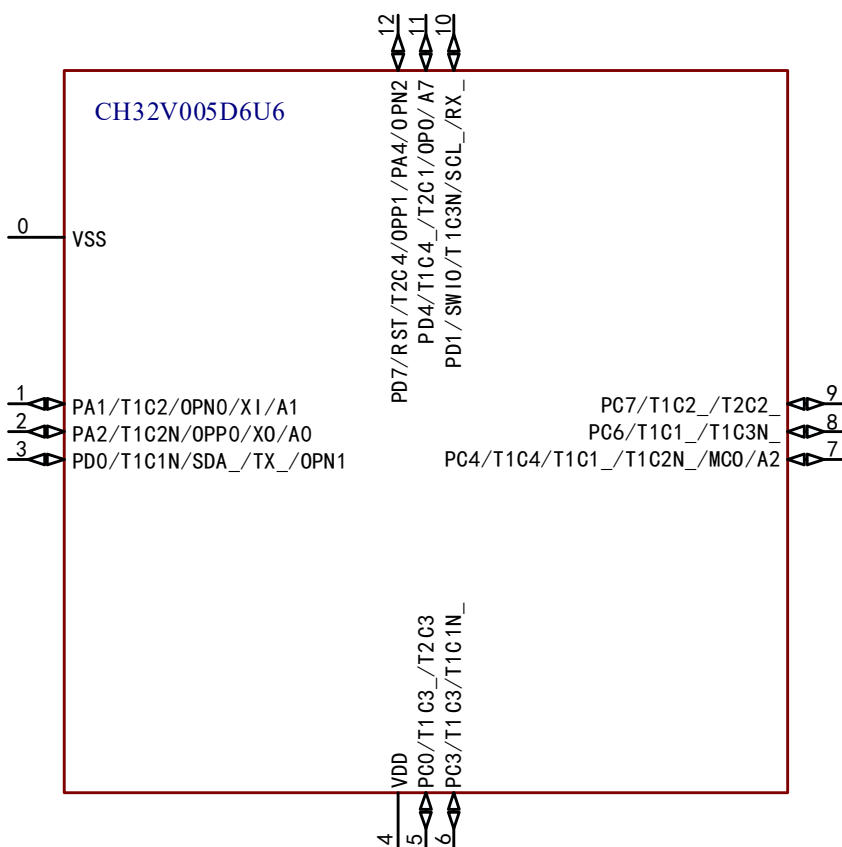 12
11
10
CH32V005D6U6
PD7/RST/T2C4/OPP1/PA4/OPN2
PD4/T1C4_/T2C1/OPO/A7
PD1/SWIO/T1C3N/SCL_/RX_
0
VSS
1
PA1/T1C2/OPN0/XI/A1
2
PA2/T1C2N/OPP0/XO/A0
3
PD0/T1C1N/SDA_/TX_/OPN1
PC7/T1C2_/T2C2_
9
PC6/T1C1_/T1C3N_
8
PC4/T1C4/T1C1_/T1C2N_/MCO/A2
7
VDD
PC0/T1C3_/T2C3
PC3/T1C3/T1C1N_
4
5
6